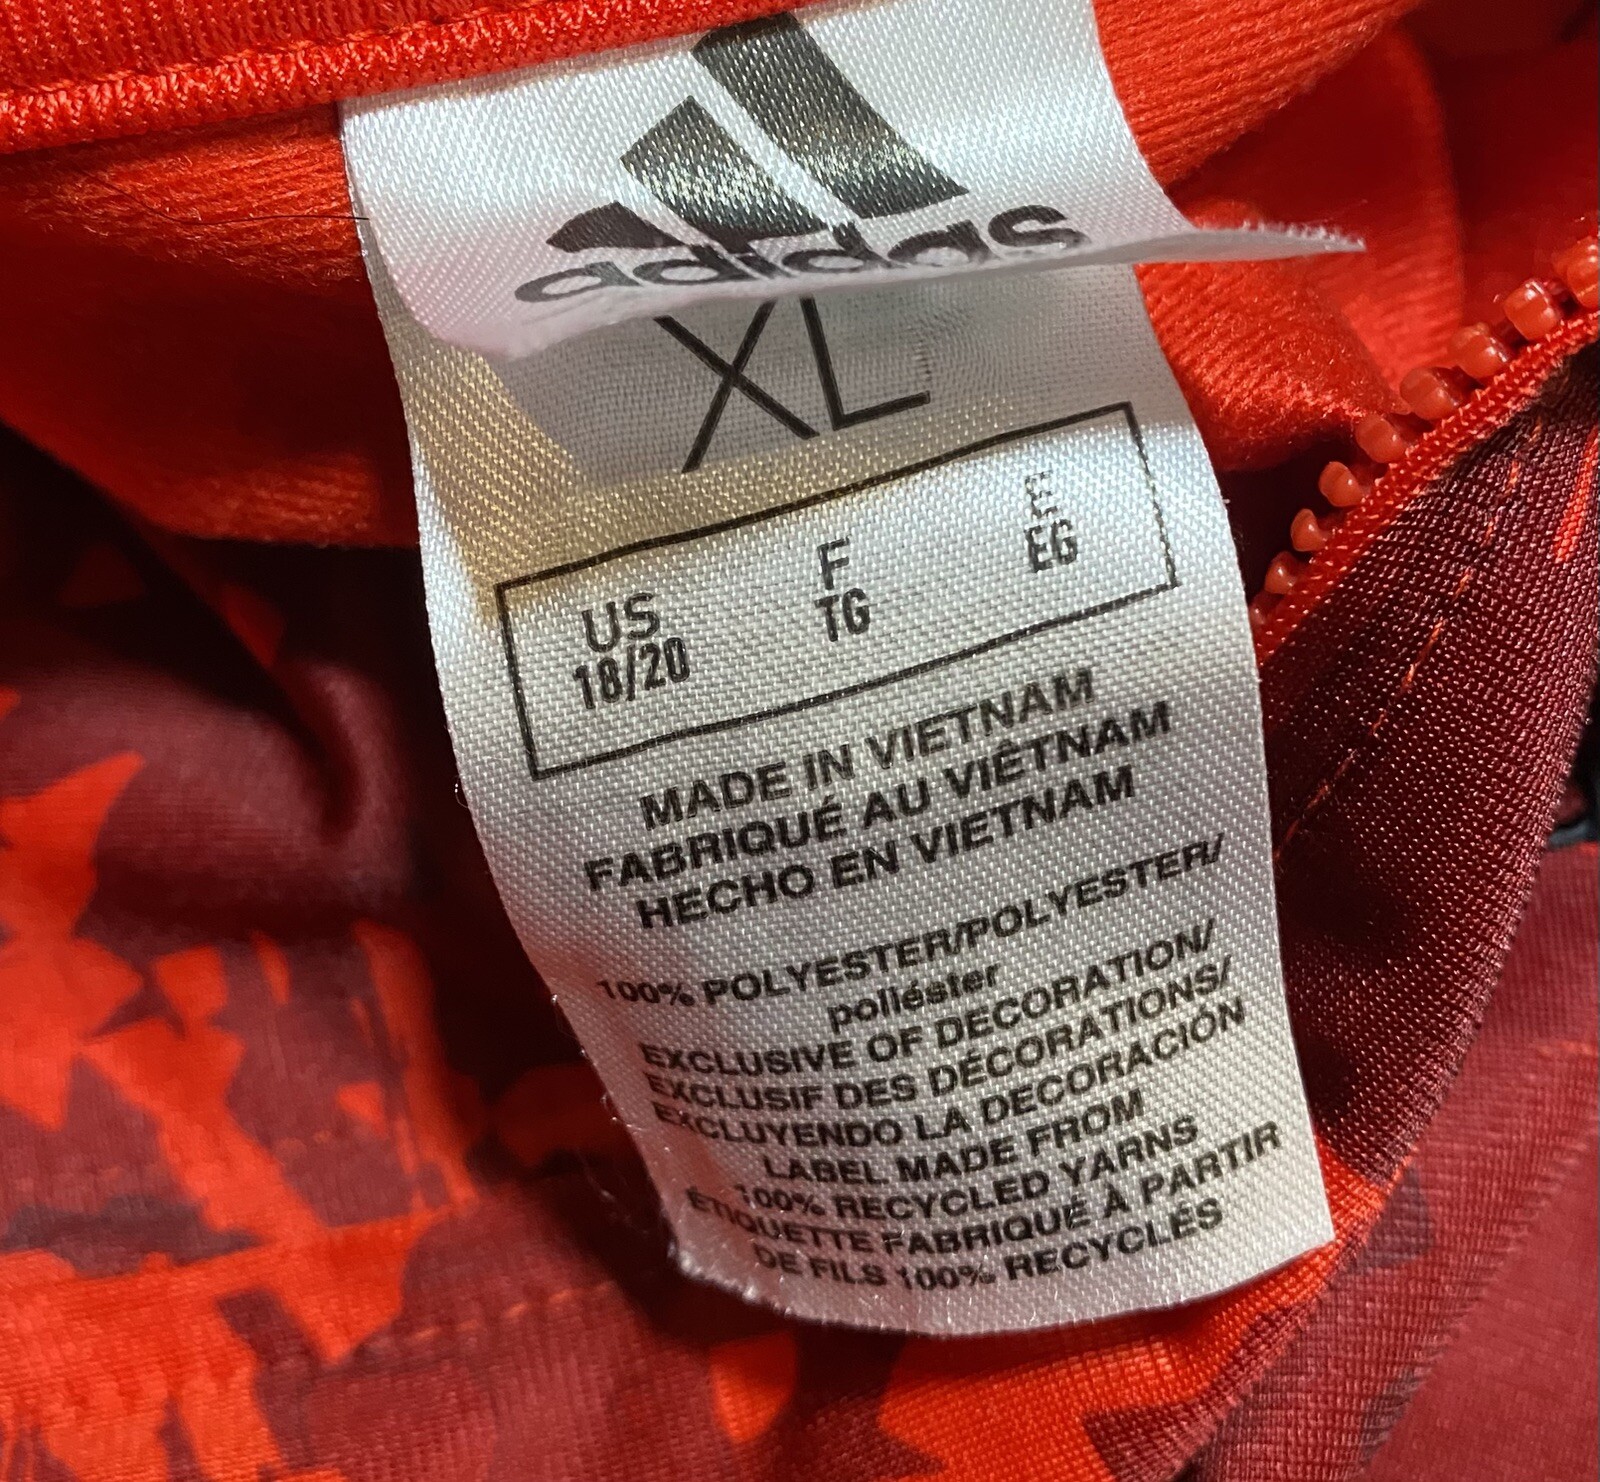 adidas
XL
US F E
18/20 TG EG
MADE IN VIETNAM
FABRIQUÉ AU VIÊTNAM
HECHO EN VIETNAM
100% POLYESTER/POLYESTER/
poliéster
EXCLUSIVE OF DECORATION/
EXCLUSIF DES DÉCORATIONS/
EXCLUYENDO LA DECORACIÓN
LABEL MADE FROM
100% RECYCLED YARNS
ÉTIQUETTE FABRIQUÉ À PARTIR
DE FILS 100% RECYCLÉS